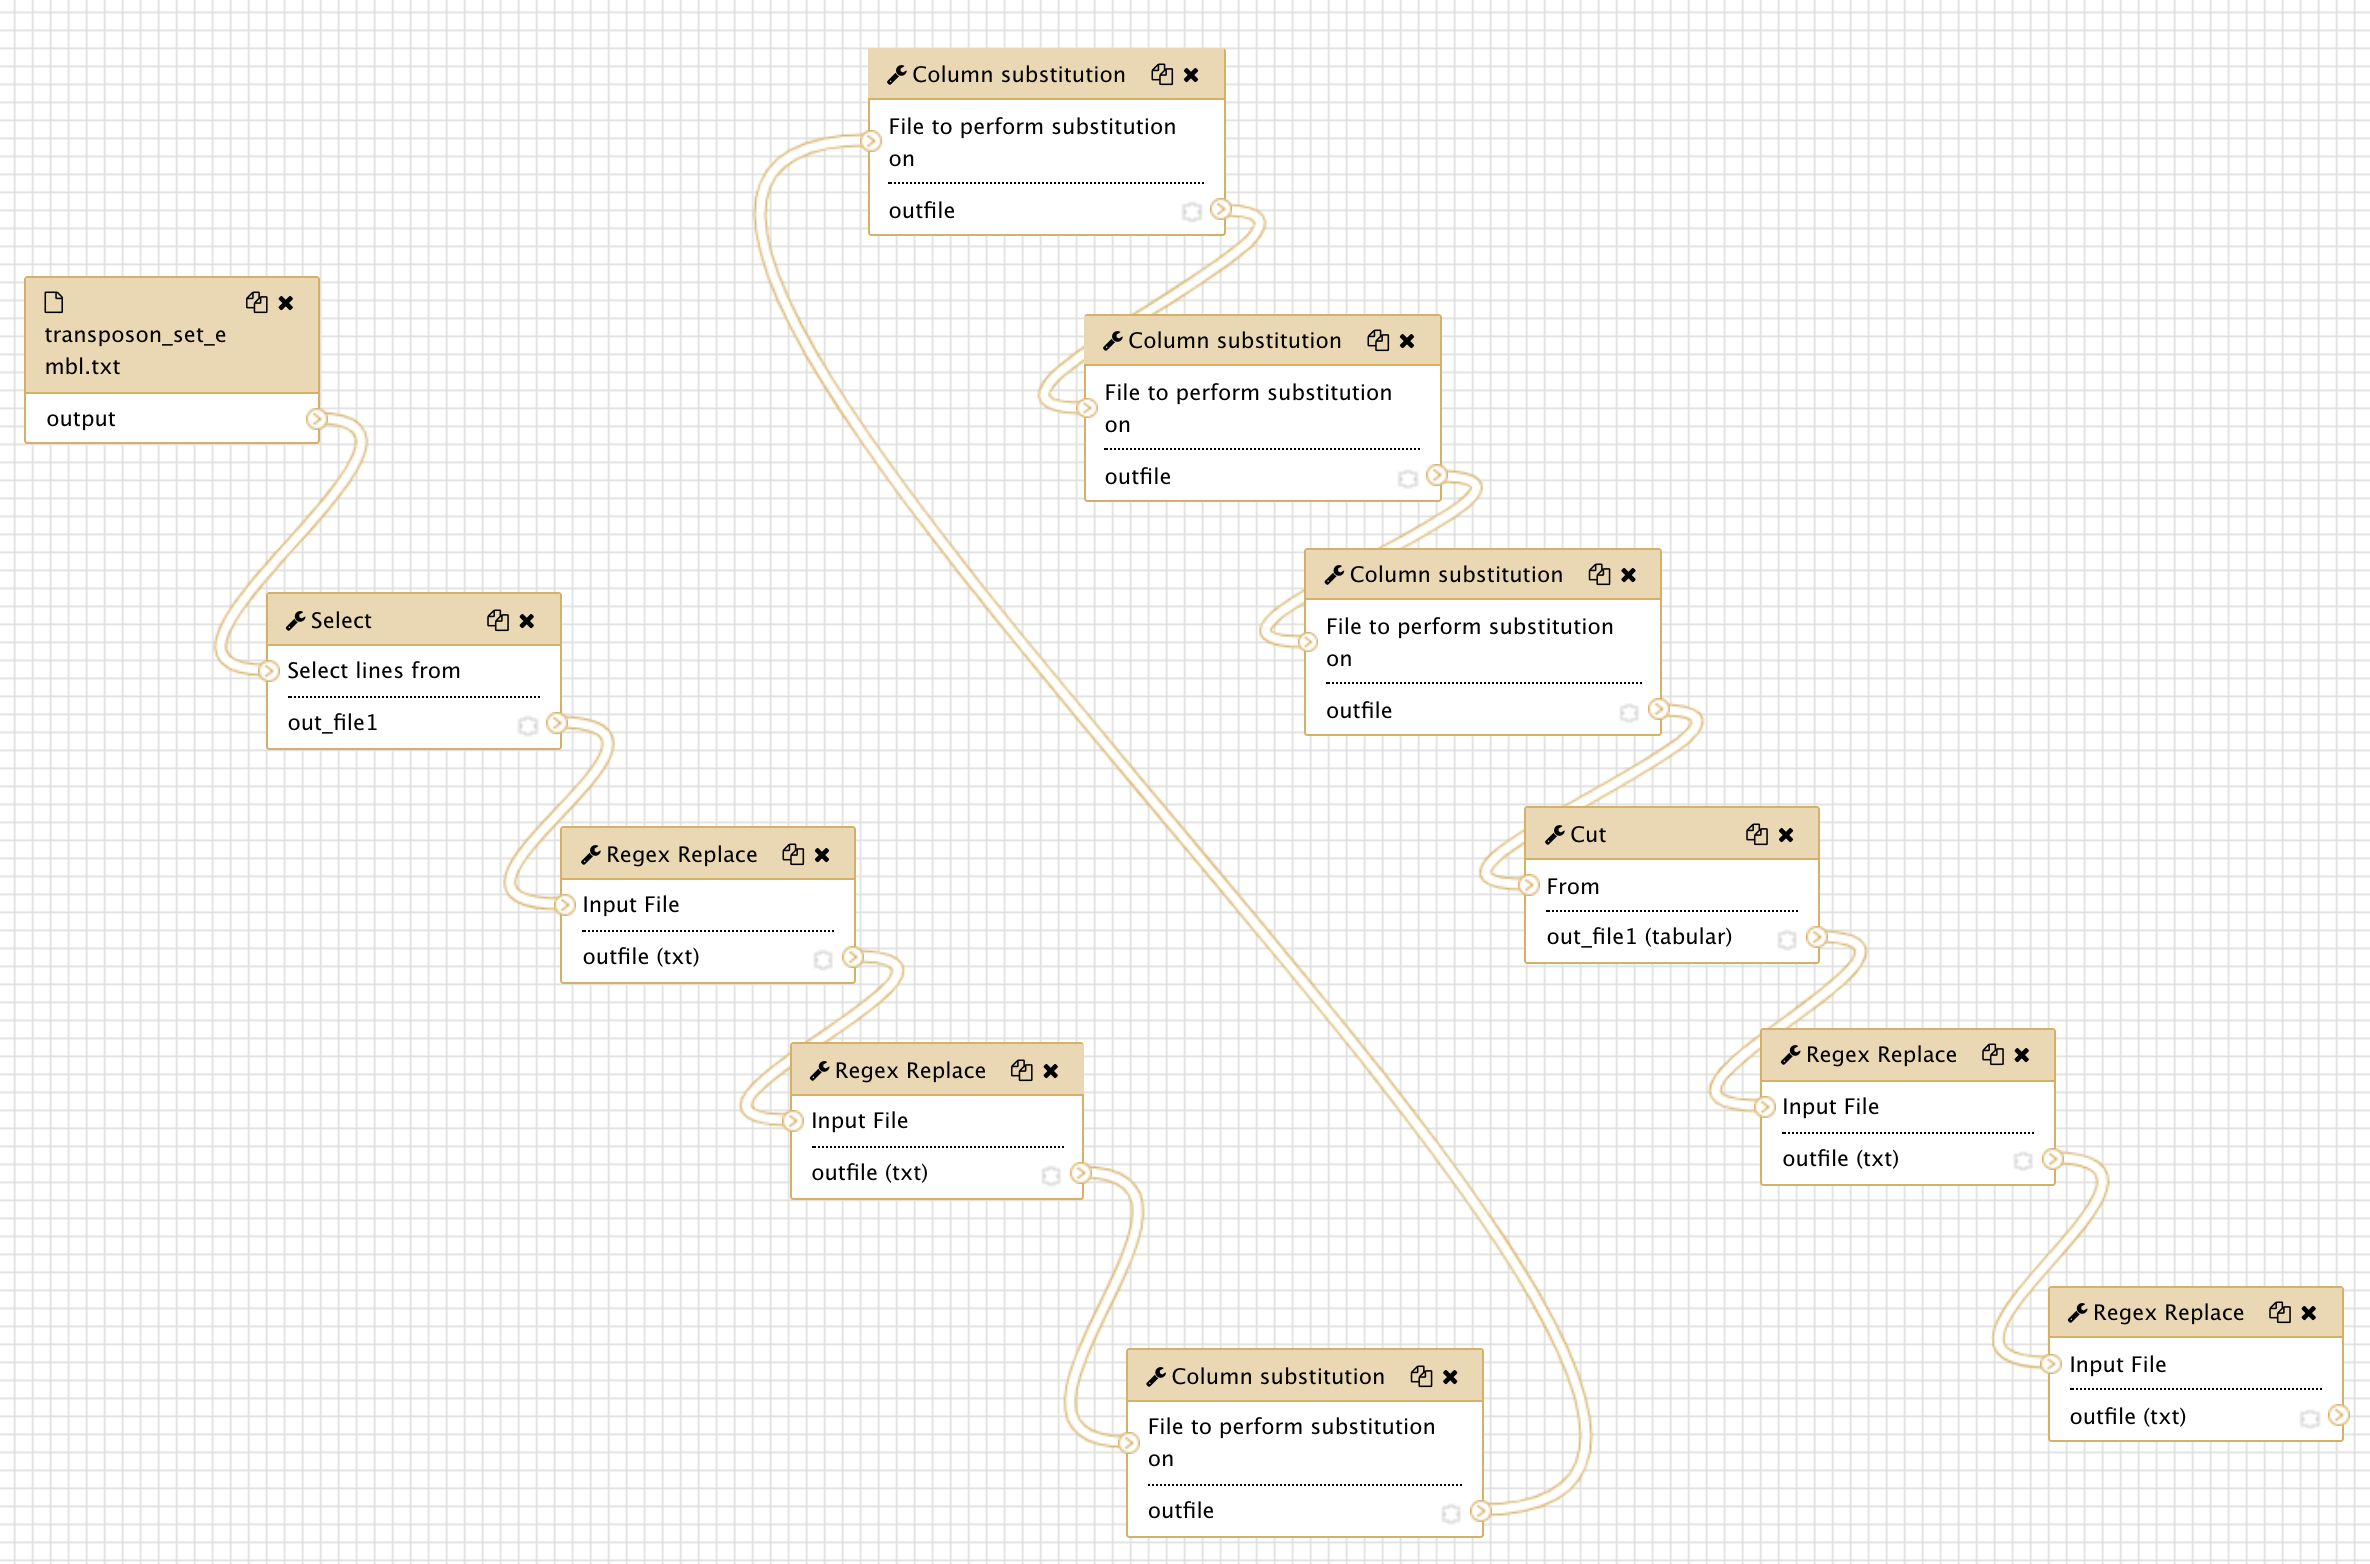 transposon_set_e
mbl.txt
output
Select
Select lines from
out_file1
Regex Replace
Input File
outfile (txt)
Regex Replace
Input File
outfile (txt)
Column substitution
File to perform substitution
on
outfile
Column substitution
File to perform substitution
on
outfile
Column substitution
File to perform substitution
on
outfile
Column substitution
File to perform substitution
on
outfile
Cut
From
out_file1 (tabular)
Regex Replace
Input File
outfile (txt)
Regex Replace
Input File
outfile (txt)